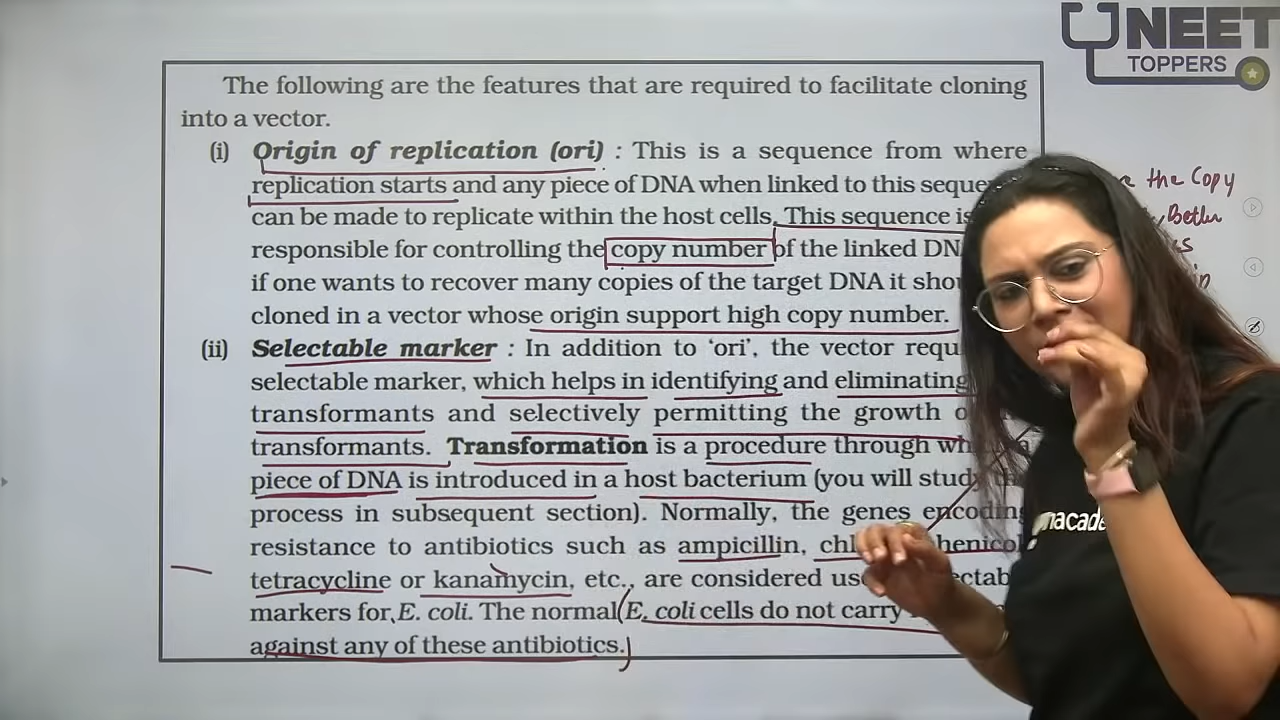 NEET
TOPPERS
The following are the features that are required to facilitate cloning
into a vector.
(i) Origin of replication (ori) : This is a sequence from where
replication starts and any piece of DNA when linked to this seque
can be made to replicate within the host cells. This sequence is
responsible for controlling the copy number of the linked DN
if one wants to recover many copies of the target DNA it sho
cloned in a vector whose origin support high copy number.
(ii) Selectable marker : In addition to ‘ori’, the vector requ
selectable marker, which helps in identifying and eliminating
transformants and selectively permitting the growth o
transformants. Transformation is a procedure through wh
piece of DNA is introduced in a host bacterium (you will study
process in subsequent section). Normally, the genes encoding
resistance to antibiotics such as ampicillin, chl henicol
tetracycline or kanamycin, etc., are considered use ectab
markers for E. coli. The normal E. coli cells do not carry
against any of these antibiotics.
the Copy
Better
nacade